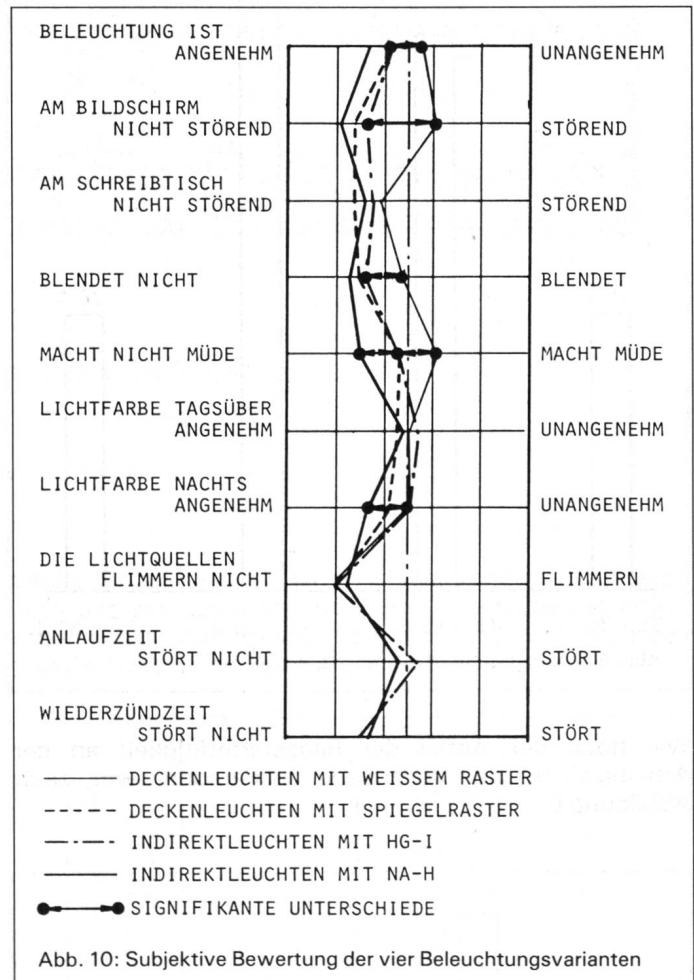 BELEUCHTUNG IST
ANGENEHM UNANGENEHM
AM BILDSCHIRM
NICHT STÖREND STÖREND
AM SCHREIBTISCH
NICHT STÖREND STÖREND
BLENDET NICHT BLENDET
MACHT NICHT MÜDE MACHT MÜDE
LICHTFARBE TAGSÜBER
ANGENEHM UNANGENEHM
LICHTFARBE NACHTS
ANGENEHM UNANGENEHM
DIE LICHTQUELLEN
FLIMMERN NICHT FLIMMERN
ANLAUFZEIT
STÖRT NICHT STÖRT
WIEDERZÜNDZEIT
STÖRT NICHT STÖRT
DECKENLEUCHTEN MIT WEISSEM RASTER
DECKENLEUCHTEN MIT SPIEGELRASTER
INDIREKTLEUCHTEN MIT HG-I
INDIREKTLEUCHTEN MIT NA-H
SIGNIFIKANTE UNTERSCHIEDE
Abb. 10: Subjektive Bewertung der vier Beleuchtungsvarianten